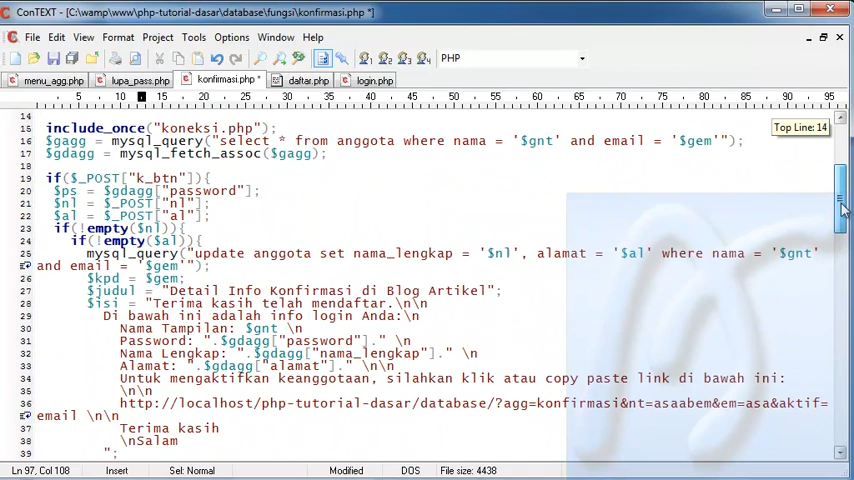 ConTEXT - [C:\wamp\www\php-tutorial-dasar\database\fungsi\konfirmasi.php *]
File Edit View Format Project Tools Options Window Help
PHP
menu_agg.php lupa_pass.php konfirmasi.php * daftar.php login.php
5 10 15 20 25 30 35 40 45 50 55 60 65 70 75 80 85 90 95
Top Line: 14
14
15 include_once("koneksi.php");
16 $gagg = mysql_query("select * from anggota where nama = '$gnt' and email = '$gem'");
17 $gdagg = mysql_fetch_assoc($gagg);
18
19 if($_POST["k_btn"]){
20 $ps = $gdagg["password"];
21 $nl = $_POST["nl"];
22 $al = $_POST["al"];
23 if(!empty($nl)){
24 if(!empty($al)){
25 mysql_query("update anggota set nama_lengkap = '$nl', alamat = '$al' where nama = '$gnt'
and email = '$gem'");
26 $kpd = $gem;
27 $judul = "Detail Info Konfirmasi di Blog Artikel";
28 $isi = "Terima kasih telah mendaftar.\n\n
29 Di bawah ini adalah info login Anda:\n
30 Nama Tampilan: $gnt \n
31 Password: ".$gdagg["password"]." \n
32 Nama Lengkap: ".$gdagg["nama_lengkap"]." \n
33 Alamat: ".$gdagg["alamat"]." \n\n
34 Untuk mengaktifkan keanggotaan, silahkan klik atau copy paste link di bawah ini:
35 \n\n
36 http://localhost/php-tutorial-dasar/database/?agg=konfirmasi&nt=asaabem&em=asa&aktif=
email \n\n
37 Terima kasih
38 \nSalam
39 ";
Ln 97, Col 108 Insert Sel: Normal Modified DOS File size: 4438